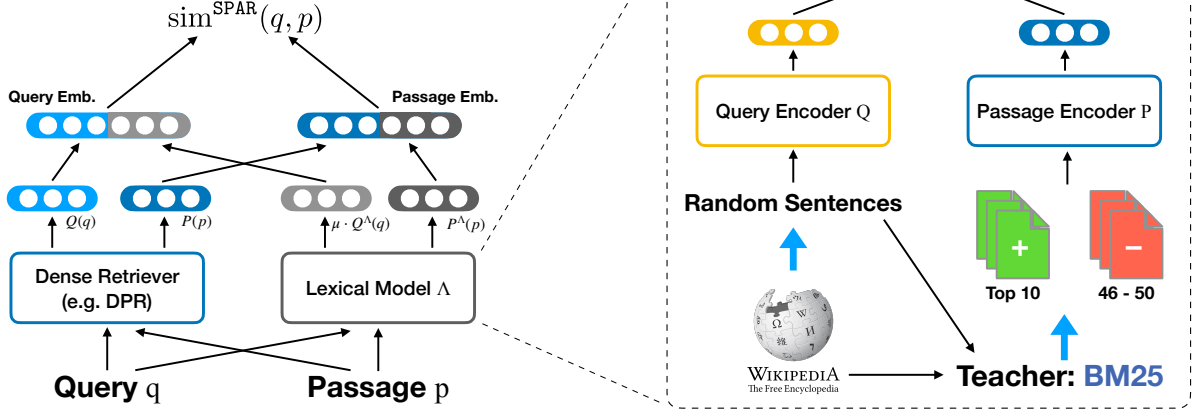 sim^SPAR(q, p)
Query Emb.
Passage Emb.
Q(q)
P(p)
μ · Q^Λ(q)
P^Λ(p)
Dense Retriever
(e.g. DPR)
Lexical Model Λ
Query q
Passage p
Query Encoder Q
Passage Encoder P
Random Sentences
+
−
Top 10
46 - 50
Ω
W
И
WIKIPEDIA
The Free Encyclopedia
Teacher: BM25